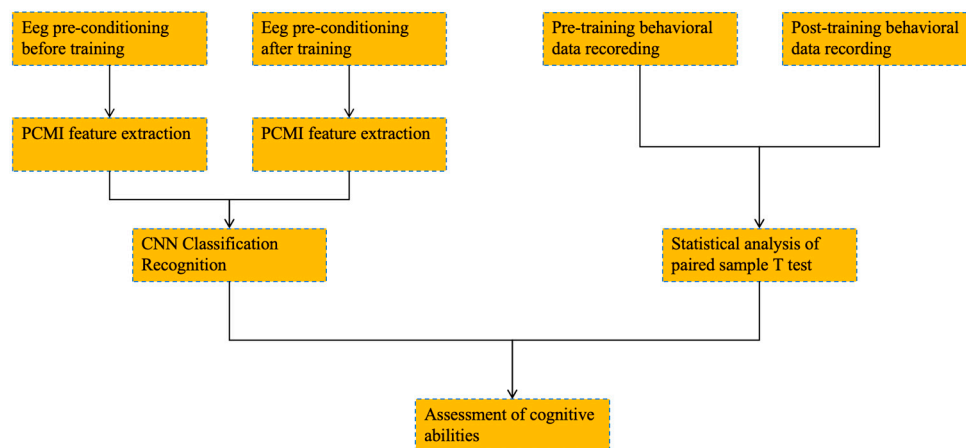 Eeg pre-conditioning
before training
Eeg pre-conditioning
after training
Pre-training behavioral
data recoreding
Post-training behavioral
data recording
PCMI feature extraction
PCMI feature extraction
CNN Classification
Recognition
Statistical analysis of
paired sample T test
Assessment of cognitive
abilities